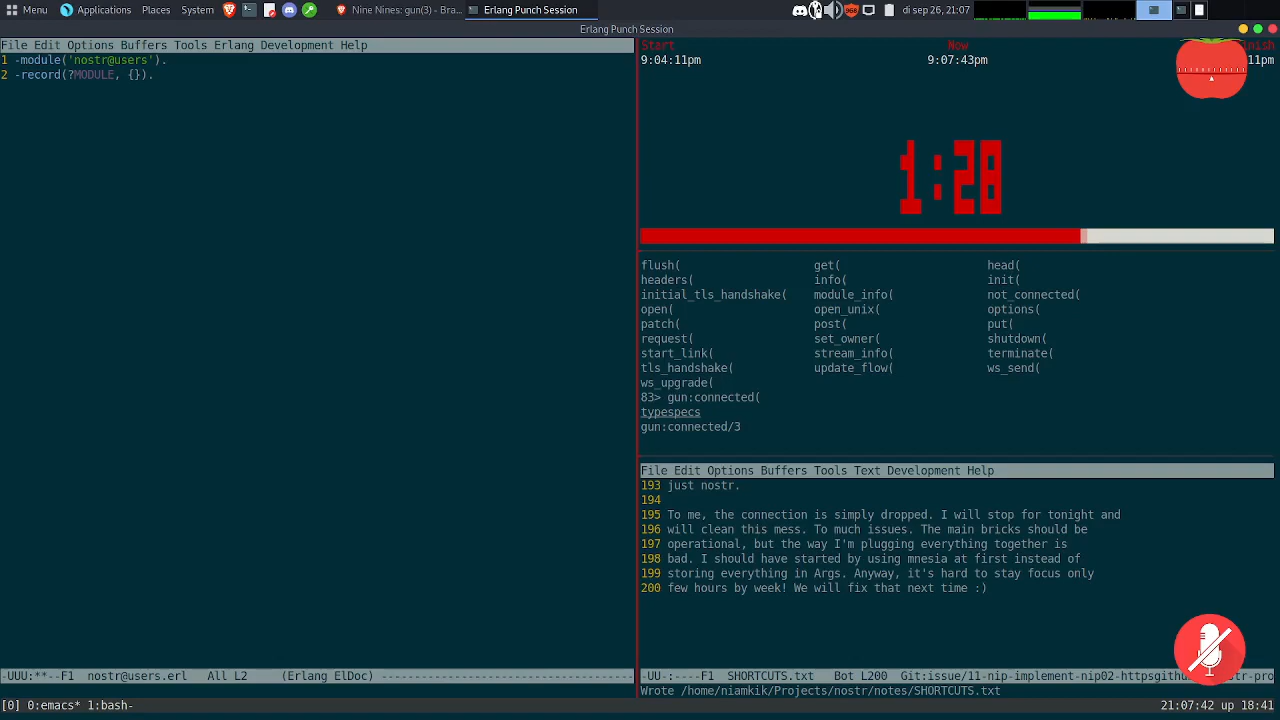 Menu Applications Places System Nine Nines: gun(3) - Bra... Erlang Punch Session 968 di sep 26, 21:07
Erlang Punch Session
File Edit Options Buffers Tools Erlang Development Help
1 -module('nostr@users').
2 -record(?MODULE, {}).
-UUU:**--F1 nostr@users.erl All L2 (Erlang ElDoc)
Start Now nish
9:04:11pm 9:07:43pm 11pm
1:28
flush( get( head(
headers( info( init(
initial_tls_handshake( module_info( not_connected(
open( open_unix( options(
patch( post( put(
request( set_owner( shutdown(
start_link( stream_info( terminate(
tls_handshake( update_flow( ws_send(
ws_upgrade(
83> gun:connected(
typespecs
gun:connected/3
File Edit Options Buffers Tools Text Development Help
193 just nostr.
194
195 To me, the connection is simply dropped. I will stop for tonight and
196 will clean this mess. To much issues. The main bricks should be
197 operational, but the way I'm plugging everything together is
198 bad. I should have started by using mnesia at first instead of
199 storing everything in Args. Anyway, it's hard to stay focus only
200 few hours by week! We will fix that next time :)
-UU-:----F1 SHORTCUTS.txt Bot L200 Git:issue/11-nip-implement-nip02-httpsgith str-pro
Wrote /home/niamkik/Projects/nostr/notes/SHORTCUTS.txt
[0] 0:emacs* 1:bash- 21:07:42 up 18:41